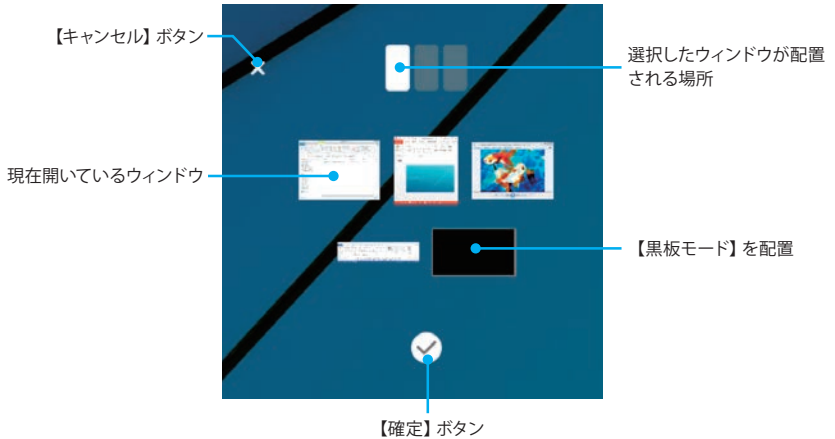 【キャンセル】ボタン
選択したウィンドウが配置
される場所
現在開いているウィンドウ
【黒板モード】を配置
【確定】ボタン